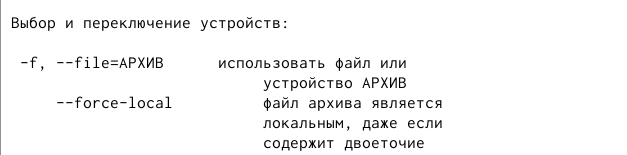 Выбор и переключение устройств:
-f, --file=АРХИВ использовать файл или
устройство АРХИВ
--force-local файл архива является
локальным, даже если
содержит двоеточие